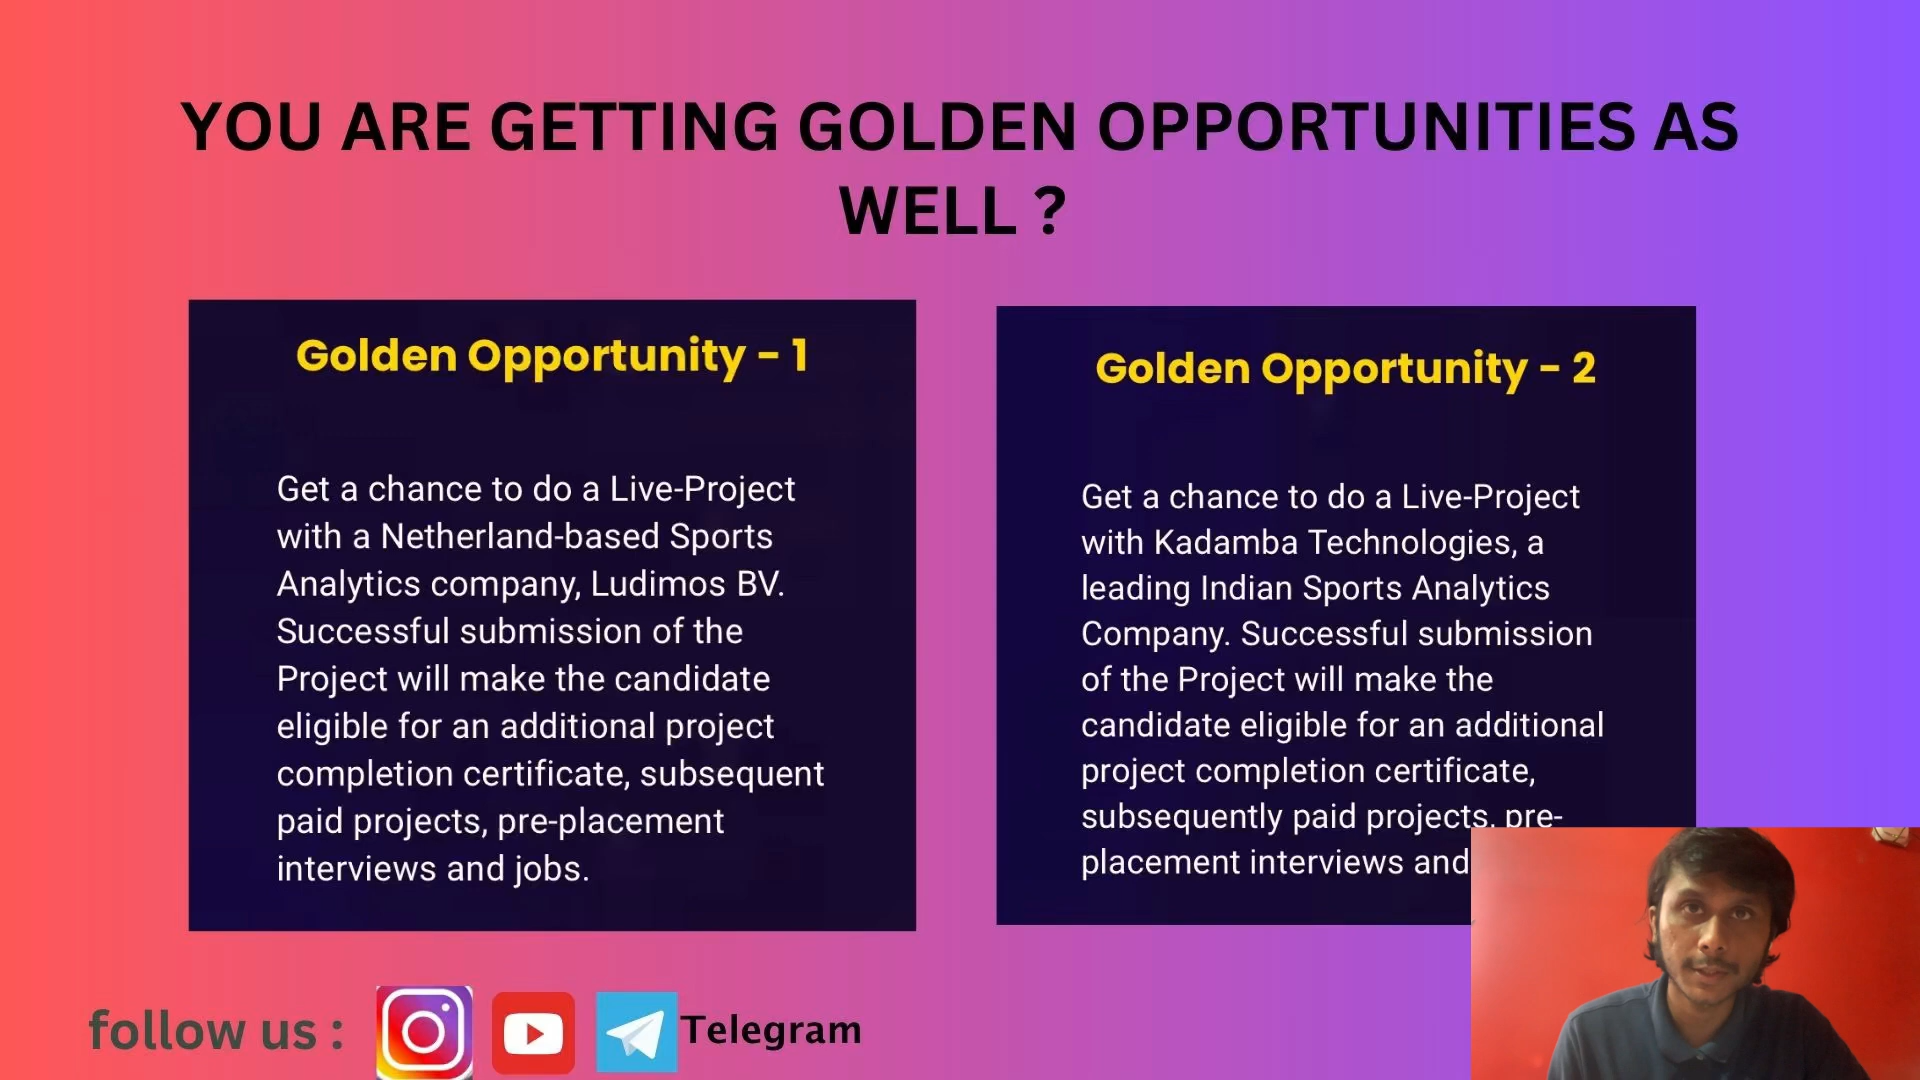 YOU ARE GETTING GOLDEN OPPORTUNITIES AS
WELL ?
Golden Opportunity - 1
Get a chance to do a Live-Project
with a Netherland-based Sports
Analytics company, Ludimos BV.
Successful submission of the
Project will make the candidate
eligible for an additional project
completion certificate, subsequent
paid projects, pre-placement
interviews and jobs.
Golden Opportunity - 2
Get a chance to do a Live-Project
with Kadamba Technologies, a
leading Indian Sports Analytics
Company. Successful submission
of the Project will make the
candidate eligible for an additional
project completion certificate,
subsequently paid projects, pre-
placement interviews and
follow us :
Telegram